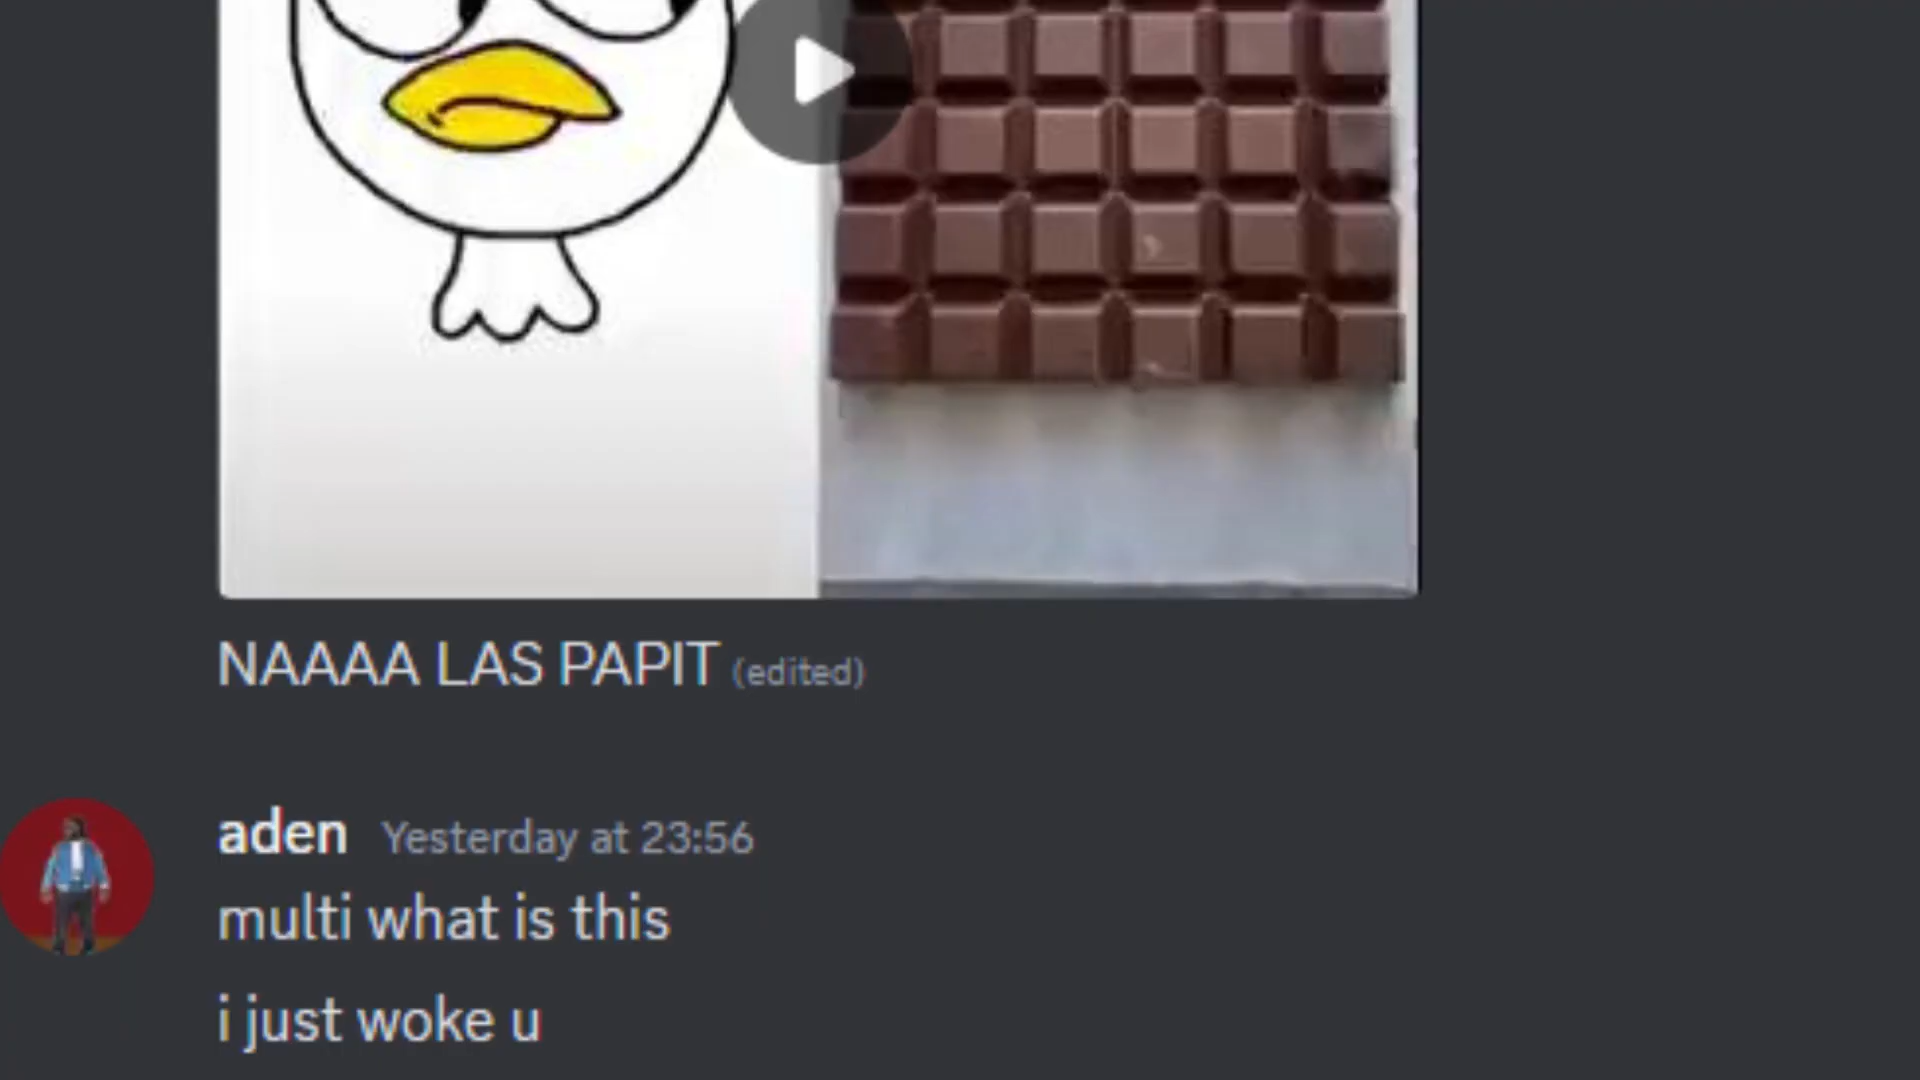 NAAAA LAS PAPIT (edited)
aden Yesterday at 23:56
multi what is this
i just woke u